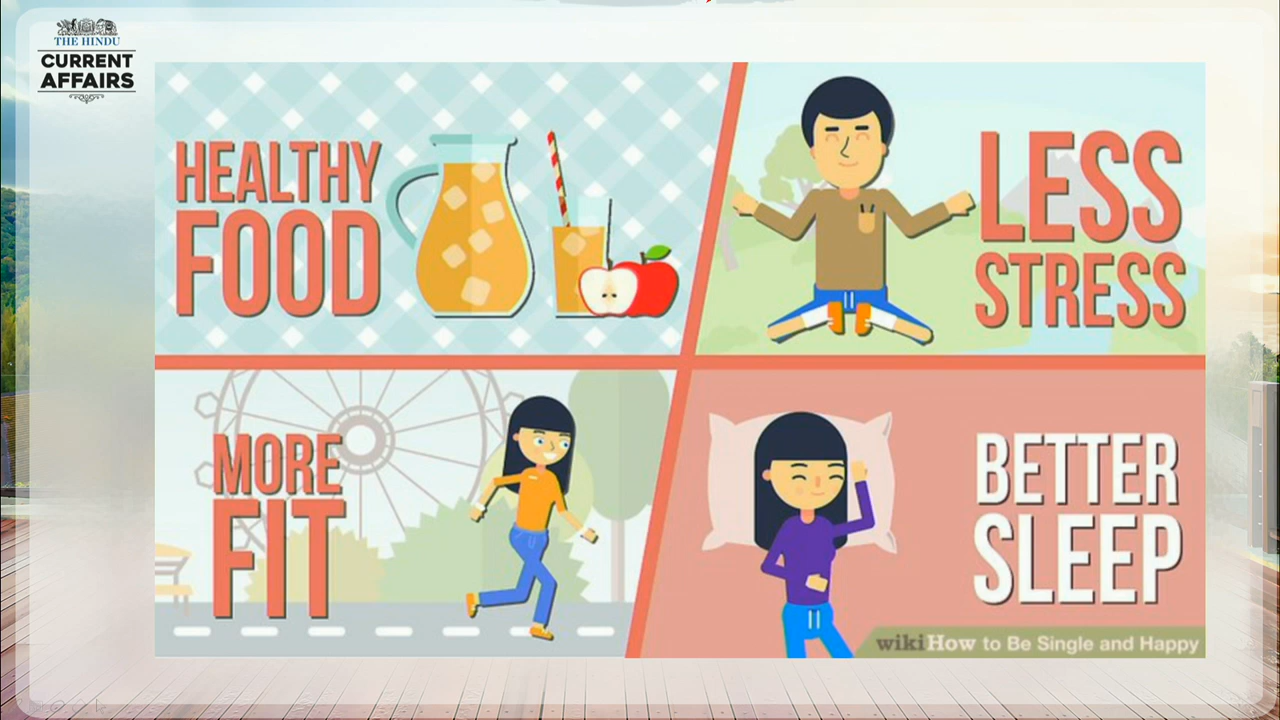 THE HINDU
CURRENT
AFFAIRS
HEALTHY
FOOD
LESS
STRESS
MORE
FIT
BETTER
SLEEP
wikiHow to Be Single and Happy